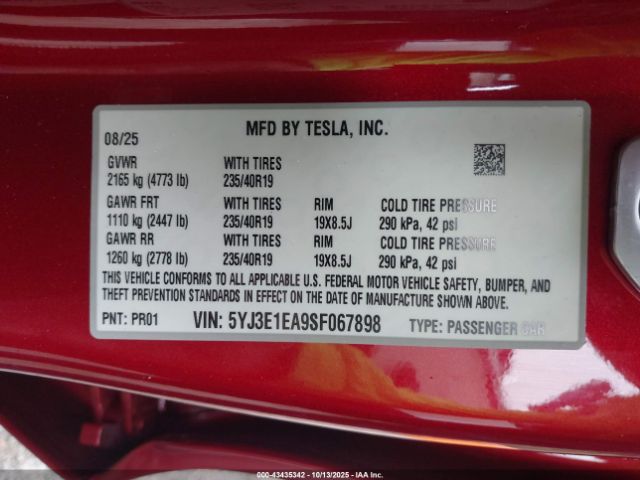 08/25 MFD BY TESLA, INC.
GVWR WITH TIRES
2165 kg (4773 lb) 235/40R19
GAWR FRT WITH TIRES RIM COLD TIRE PRESSURE
1110 kg (2447 lb) 235/40R19 19X8.5J 290 kPa, 42 psi
GAWR RR WITH TIRES RIM COLD TIRE PRESSURE
1260 kg (2778 lb) 235/40R19 19X8.5J 290 kPa, 42 psi
THIS VEHICLE CONFORMS TO ALL APPLICABLE U.S. FEDERAL MOTOR VEHICLE SAFETY, BUMPER, AND
THEFT PREVENTION STANDARDS IN EFFECT ON THE DATE OF MANUFACTURE SHOWN ABOVE.
PNT: PR01 VIN: 5YJ3E1EA9SF067898 TYPE: PASSENGER CAR
000-43435342 | 10/13/2025 | IAA Inc.